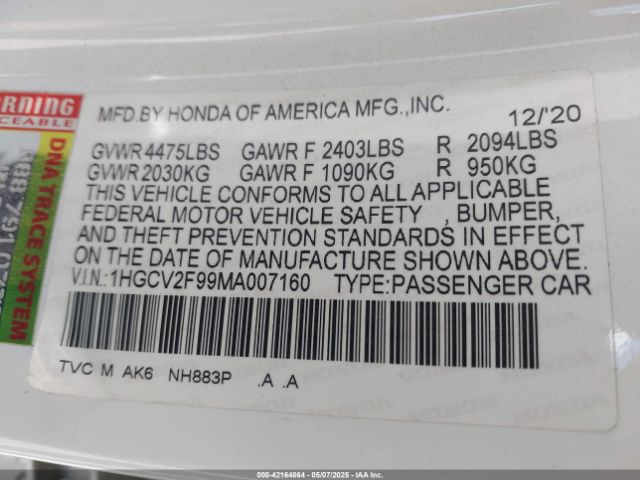 MFD.BY HONDA OF AMERICA MFG.,INC. 12/'20
GVWR 4475LBS GAWR F 2403LBS R 2094LBS
GVWR 2030KG GAWR F 1090KG R 950KG
THIS VEHICLE CONFORMS TO ALL APPLICABLE
FEDERAL MOTOR VEHICLE SAFETY , BUMPER,
AND THEFT PREVENTION STANDARDS IN EFFECT
ON THE DATE OF MANUFACTURE SHOWN ABOVE.
V.I.N.:1HGCV2F99MA007160 TYPE:PASSENGER CAR
TVC M AK6 NH883P .A .A
DNA TRACE SYSTEM
000-42164864 | 05/07/2025 | IAA Inc.